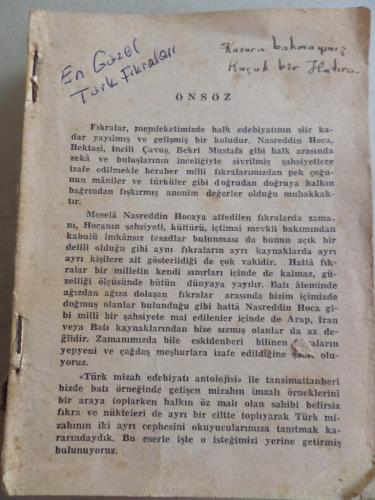 En Güzel
Türk Fıkraları
Kusura bakmayınız
Küçük bir Hatıra.
ÖNSÖZ
Fıkralar, memleketimizde halk edebiyatının şiir ka-
dar yayılmış ve gelişmiş bir koludur. Nasreddin Hoca,
Bektaşi, İncili Çavuş, Bekri Mustafa gibi halk arasında
zekâ ve buluşlarının inceliğiyle sivrilmiş şahsiyetlere
izafe edilmekle beraber milli fıkralarımızdan pek çoğu-
nun mâniler ve türküler gibi doğrudan doğruya halkın
bağrından fışkırmış anonim değerler olduğu muhakkak-
tır.
Meselâ Nasreddin Hocaya atfedilen fıkralarda zama-
nı, Hocanın şahsiyeti, kültürü, içtimai mevkii bakımından
kabulü imkânsız tezadlar bulunması da bunun açık bir
delili olduğu gibi aynı fıkraların ayrı kaynaklarda ayrı
ayrı kişilere ait gösterildiği de çok vakidir. Hattâ fık-
ralar bir milletin kendi sınırları içinde de kalmaz, gü-
zelliği ölçüsünde bütün dünyaya yayılır. Batı âleminde
ağızdan ağıza dolaşan fıkralar arasında bizim içimizde
doğmuş olanlar bulunduğu gibi hattâ Nasreddin Hoca gi-
bi milli bir şahsiyete mal edilenler içinde de Arap, İran
veya Batı kaynaklarından bize sızmış olanlar da az de-
ğildir. Zamanımızda bile eskidenberi bilinen aların
yepyeni ve çağdaş meşhurlara izafe edildiğine olu-
yoruz.
«Türk mizah edebiyatı antolojisi» ile tanzimattanberi
bizde batı örneğinde gelişen mizahın imzalı örneklerini
bir araya toplarken halkın öz malı olan sahibi belirsiz
fıkra ve nükteleri de ayrı bir ciltte toplıyarak Türk mi-
zahının iki ayrı cephesini okuyucularımıza tanıtmak ka-
rarındaydık. Bu eserle işte o isteğimizi yerine getirmiş
bulunuyoruz.